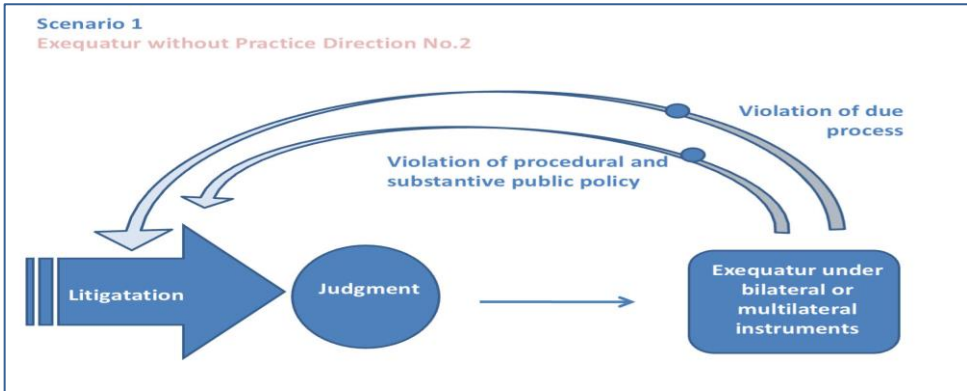 Scenario 1
Exequatur without Practice Direction No.2
Violation of due
process
Violation of procedural and
substantive public policy
Litigatation
Judgment
Exequatur under
bilateral or
multilateral
instruments